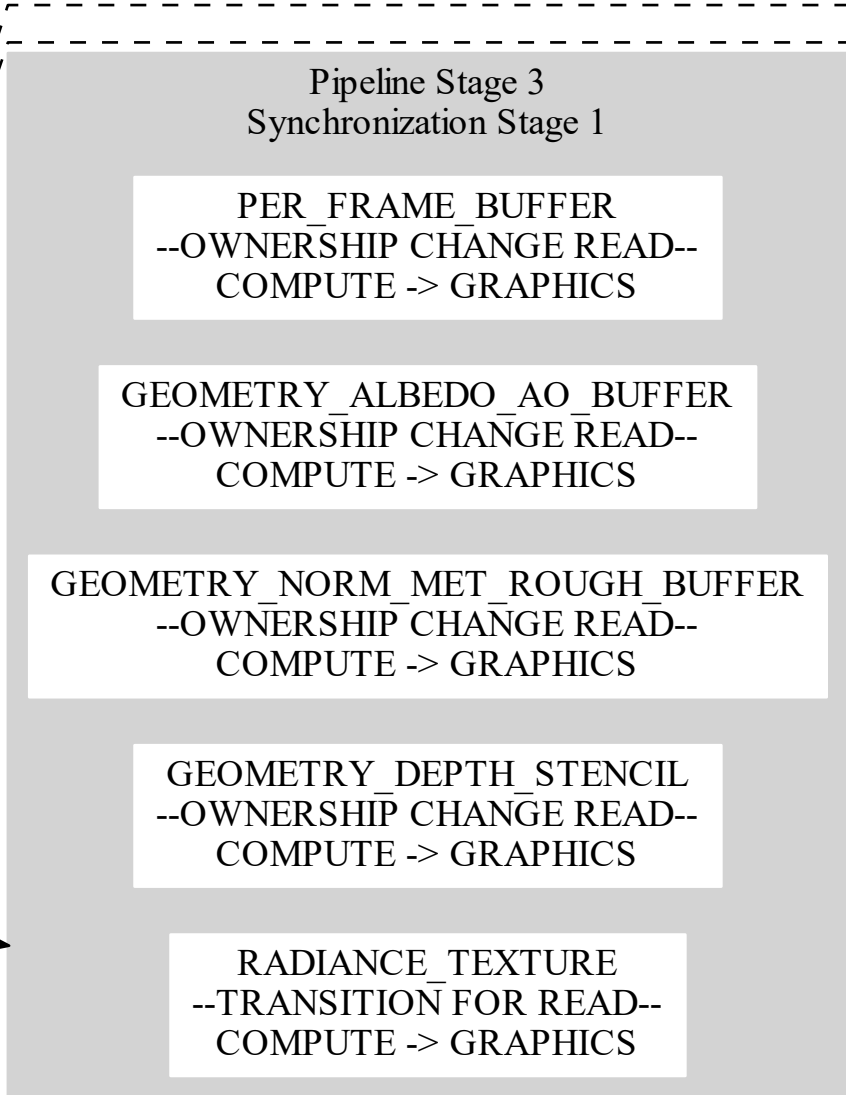 Pipeline Stage 3
Synchronization Stage 1
PER_FRAME_BUFFER
--OWNERSHIP CHANGE READ--
COMPUTE -> GRAPHICS
GEOMETRY_ALBEDO_AO_BUFFER
--OWNERSHIP CHANGE READ--
COMPUTE -> GRAPHICS
GEOMETRY_NORM_MET_ROUGH_BUFFER
--OWNERSHIP CHANGE READ--
COMPUTE -> GRAPHICS
GEOMETRY_DEPTH_STENCIL
--OWNERSHIP CHANGE READ--
COMPUTE -> GRAPHICS
RADIANCE_TEXTURE
--TRANSITION FOR READ--
COMPUTE -> GRAPHICS